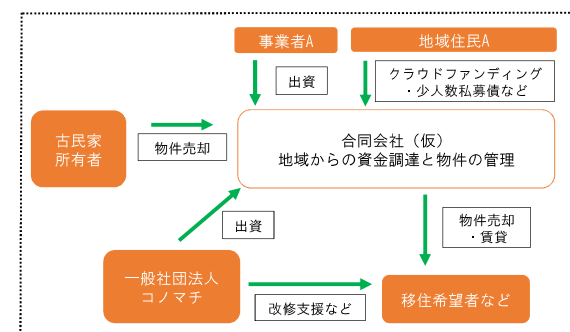 事業者A
地域住民A
出資
クラウドファンディング
・少人数私募債など
古民家
所有者
物件売却
合同会社（仮）
地域からの資金調達と物件の管理
出資
物件売却
・賃貸
一般社団法人
コノマチ
改修支援など
移住希望者など